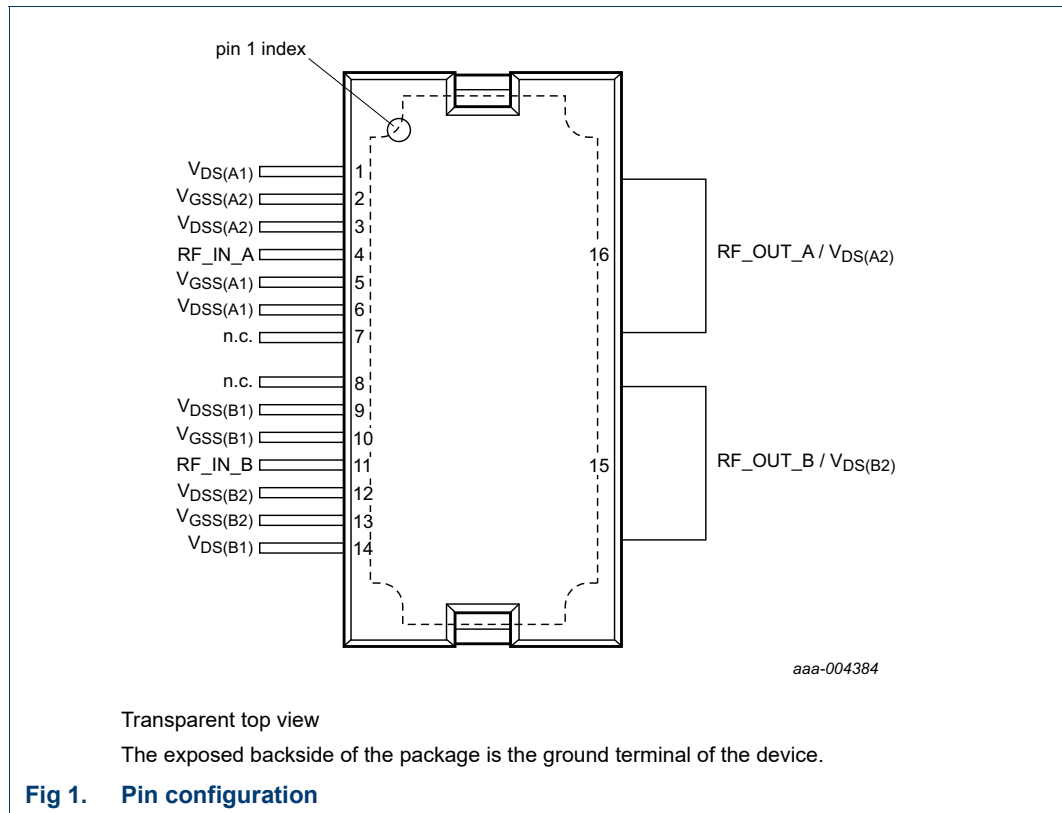 pin 1 index
VDS(A1) 1
VGSS(A2) 2
VDSS(A2) 3
RF_IN_A 4
VGSS(A1) 5
VDSS(A1) 6
n.c. 7
n.c. 8
VDSS(B1) 9
VGSS(B1) 10
RF_IN_B 11
VDSS(B2) 12
VGSS(B2) 13
VDS(B1) 14
16 RF_OUT_A / VDS(A2)
15 RF_OUT_B / VDS(B2)
aaa-004384
Transparent top view
The exposed backside of the package is the ground terminal of the device.
Fig 1. Pin configuration